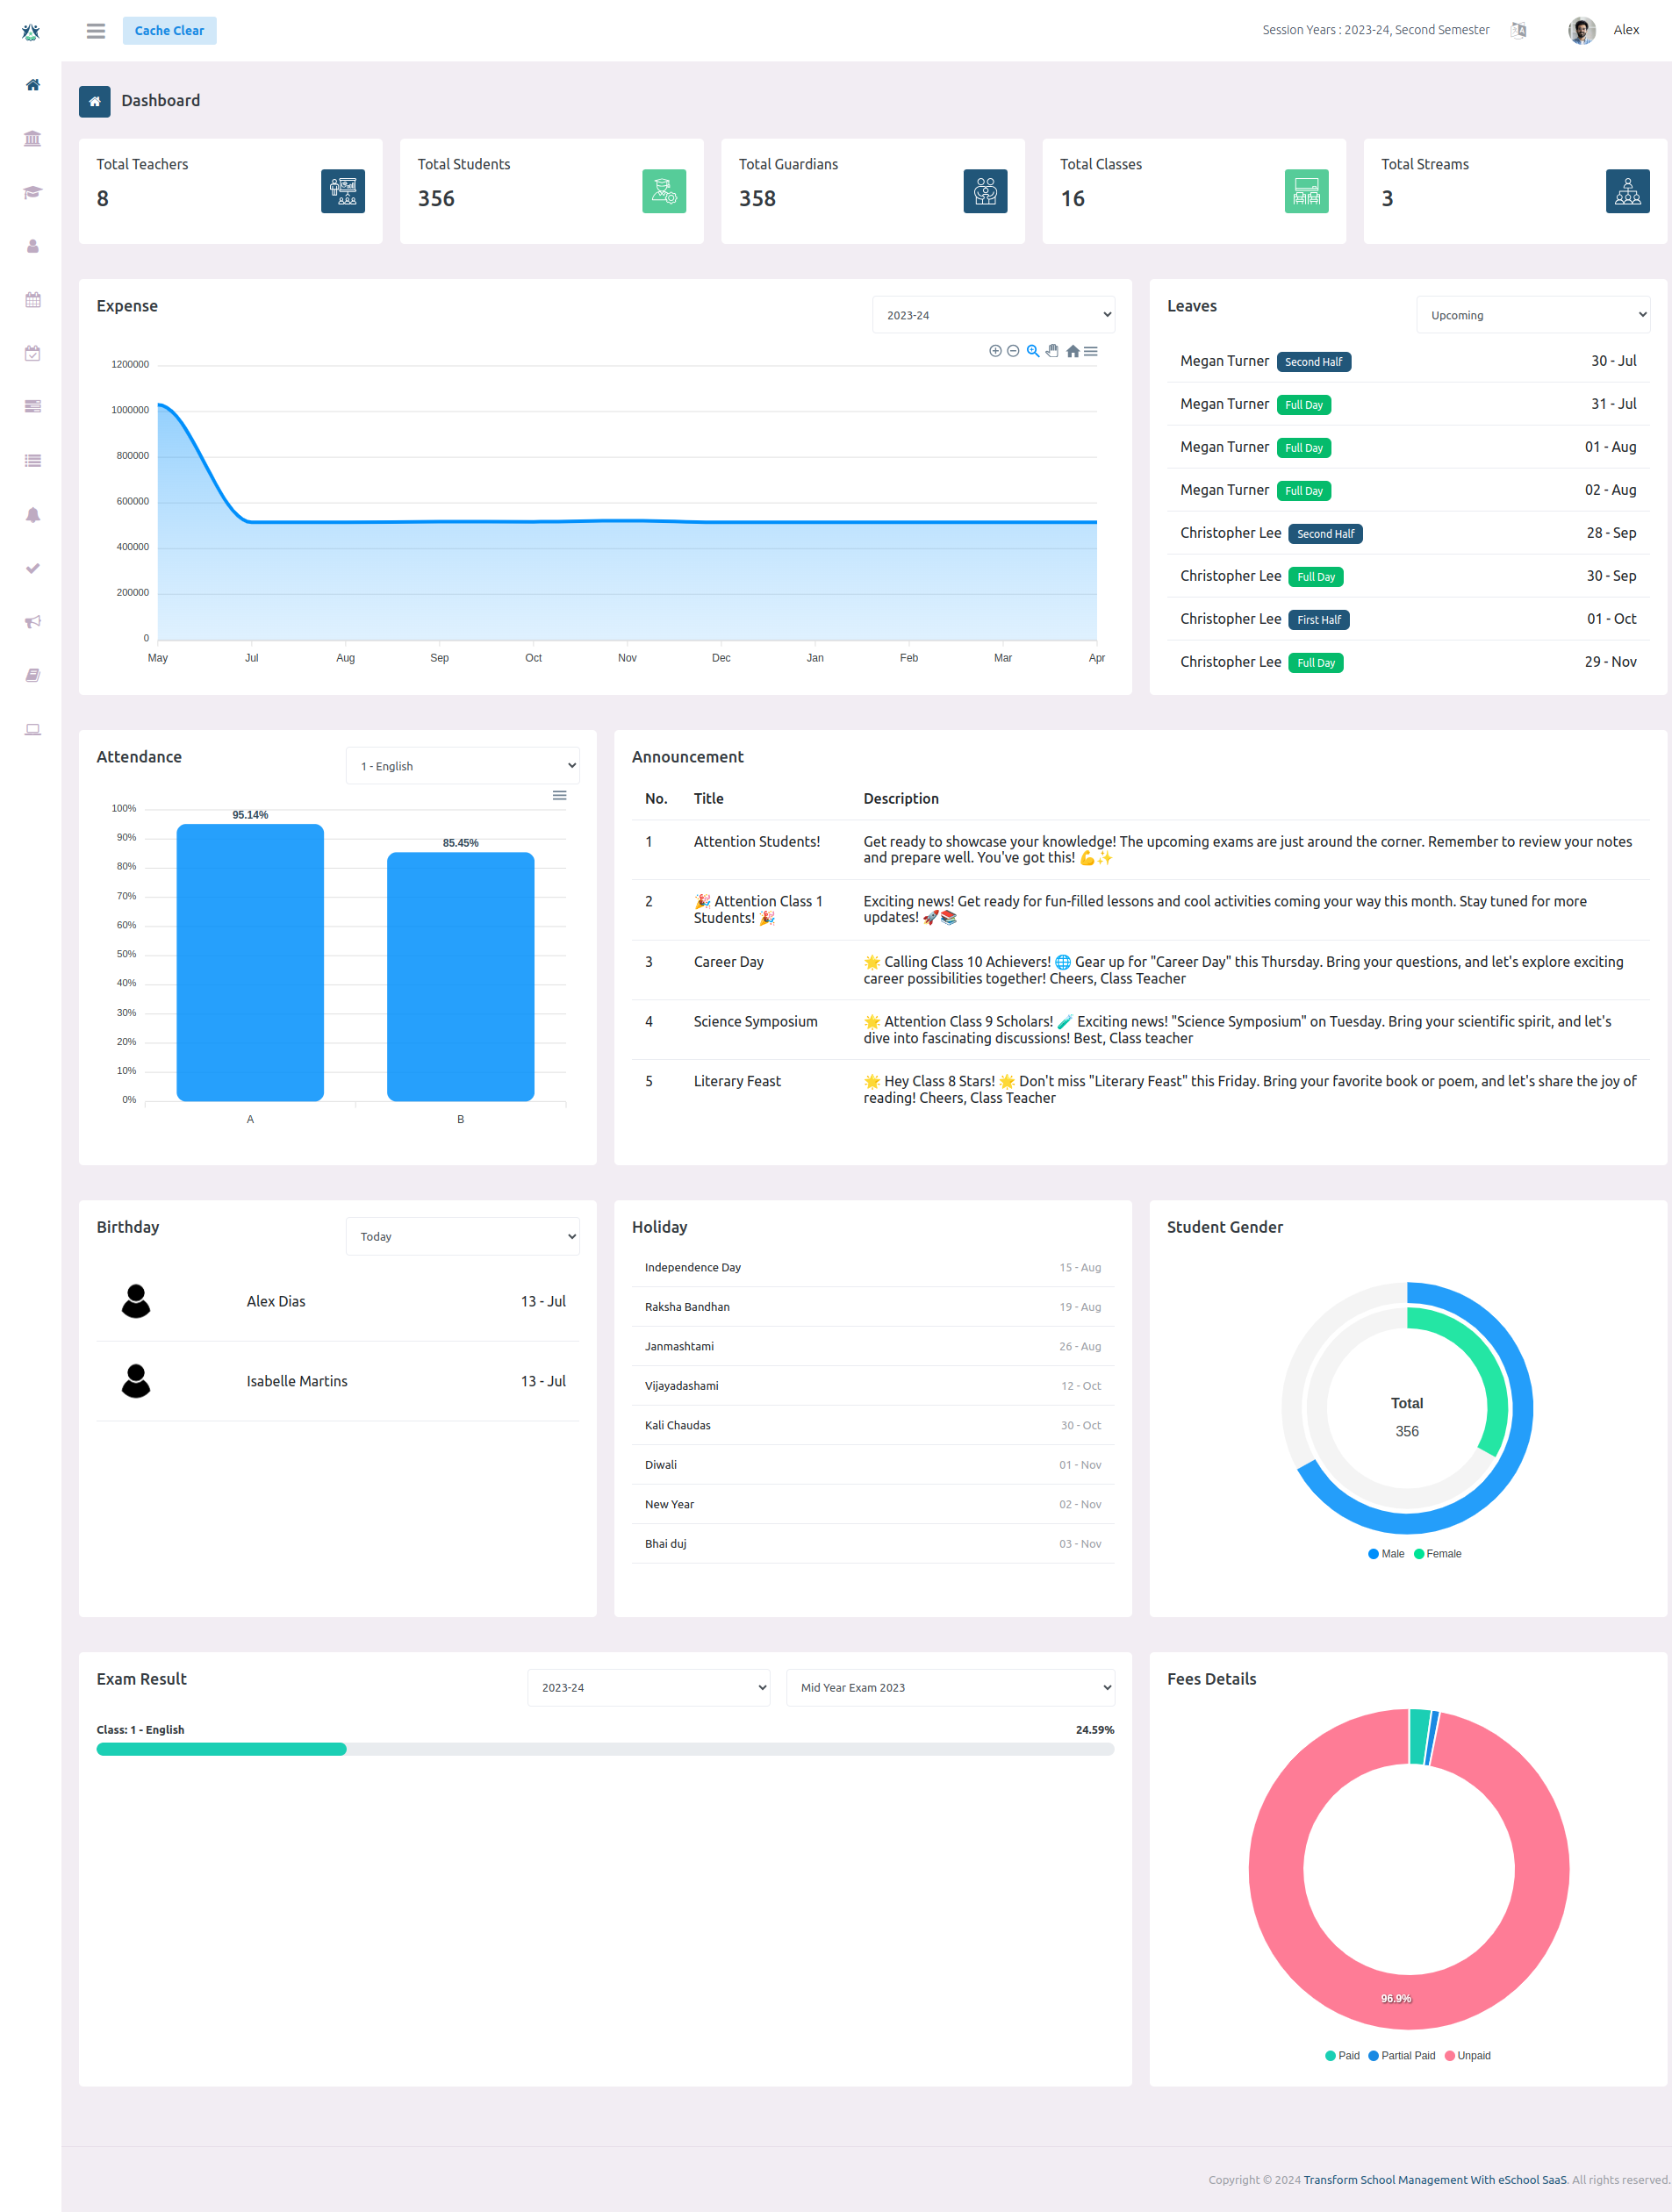 Cache Clear
Session Years : 2023-24, Second Semester
Alex
Dashboard
Total Teachers
8
Total Students
356
Total Guardians
358
Total Classes
16
Total Streams
3
Expense
2023-24
1200000
1000000
800000
600000
400000
200000
0
May Jul Aug Sep Oct Nov Dec Jan Feb Mar Apr
Leaves
Upcoming
Megan Turner Second Half 30 - Jul
Megan Turner Full Day 31 - Jul
Megan Turner Full Day 01 - Aug
Megan Turner Full Day 02 - Aug
Christopher Lee Second Half 28 - Sep
Christopher Lee Full Day 30 - Sep
Christopher Lee First Half 01 - Oct
Christopher Lee Full Day 29 - Nov
Attendance
1 - English
100%
90%
80%
70%
60%
50%
40%
30%
20%
10%
0%
95.14%
85.45%
A B
Announcement
No. Title Description
1 Attention Students! Get ready to showcase your knowledge! The upcoming exams are just around the corner. Remember to review your notes
and prepare well. You've got this! 💪✨
2 🎉 Attention Class 1 Exciting news! Get ready for fun-filled lessons and cool activities coming your way this month. Stay tuned for more
Students! 🎉 updates! 🚀📚
3 Career Day 🌟 Calling Class 10 Achievers! 🌐 Gear up for "Career Day" this Thursday. Bring your questions, and let's explore exciting
career possibilities together! Cheers, Class Teacher
4 Science Symposium 🌟 Attention Class 9 Scholars! 🧪 Exciting news! "Science Symposium" on Tuesday. Bring your scientific spirit, and let's
dive into fascinating discussions! Best, Class teacher
5 Literary Feast 🌟 Hey Class 8 Stars! 🌟 Don't miss "Literary Feast" this Friday. Bring your favorite book or poem, and let's share the joy of
reading! Cheers, Class Teacher
Birthday
Today
Alex Dias 13 - Jul
Isabelle Martins 13 - Jul
Holiday
Independence Day 15 - Aug
Raksha Bandhan 19 - Aug
Janmashtami 26 - Aug
Vijayadashami 12 - Oct
Kali Chaudas 30 - Oct
Diwali 01 - Nov
New Year 02 - Nov
Bhai duj 03 - Nov
Student Gender
Total
356
Male Female
Exam Result
2023-24
Mid Year Exam 2023
Class: 1 - English 24.59%
Fees Details
96.9%
Paid Partial Paid Unpaid
Copyright © 2024 Transform School Management With eSchool SaaS. All rights reserved.